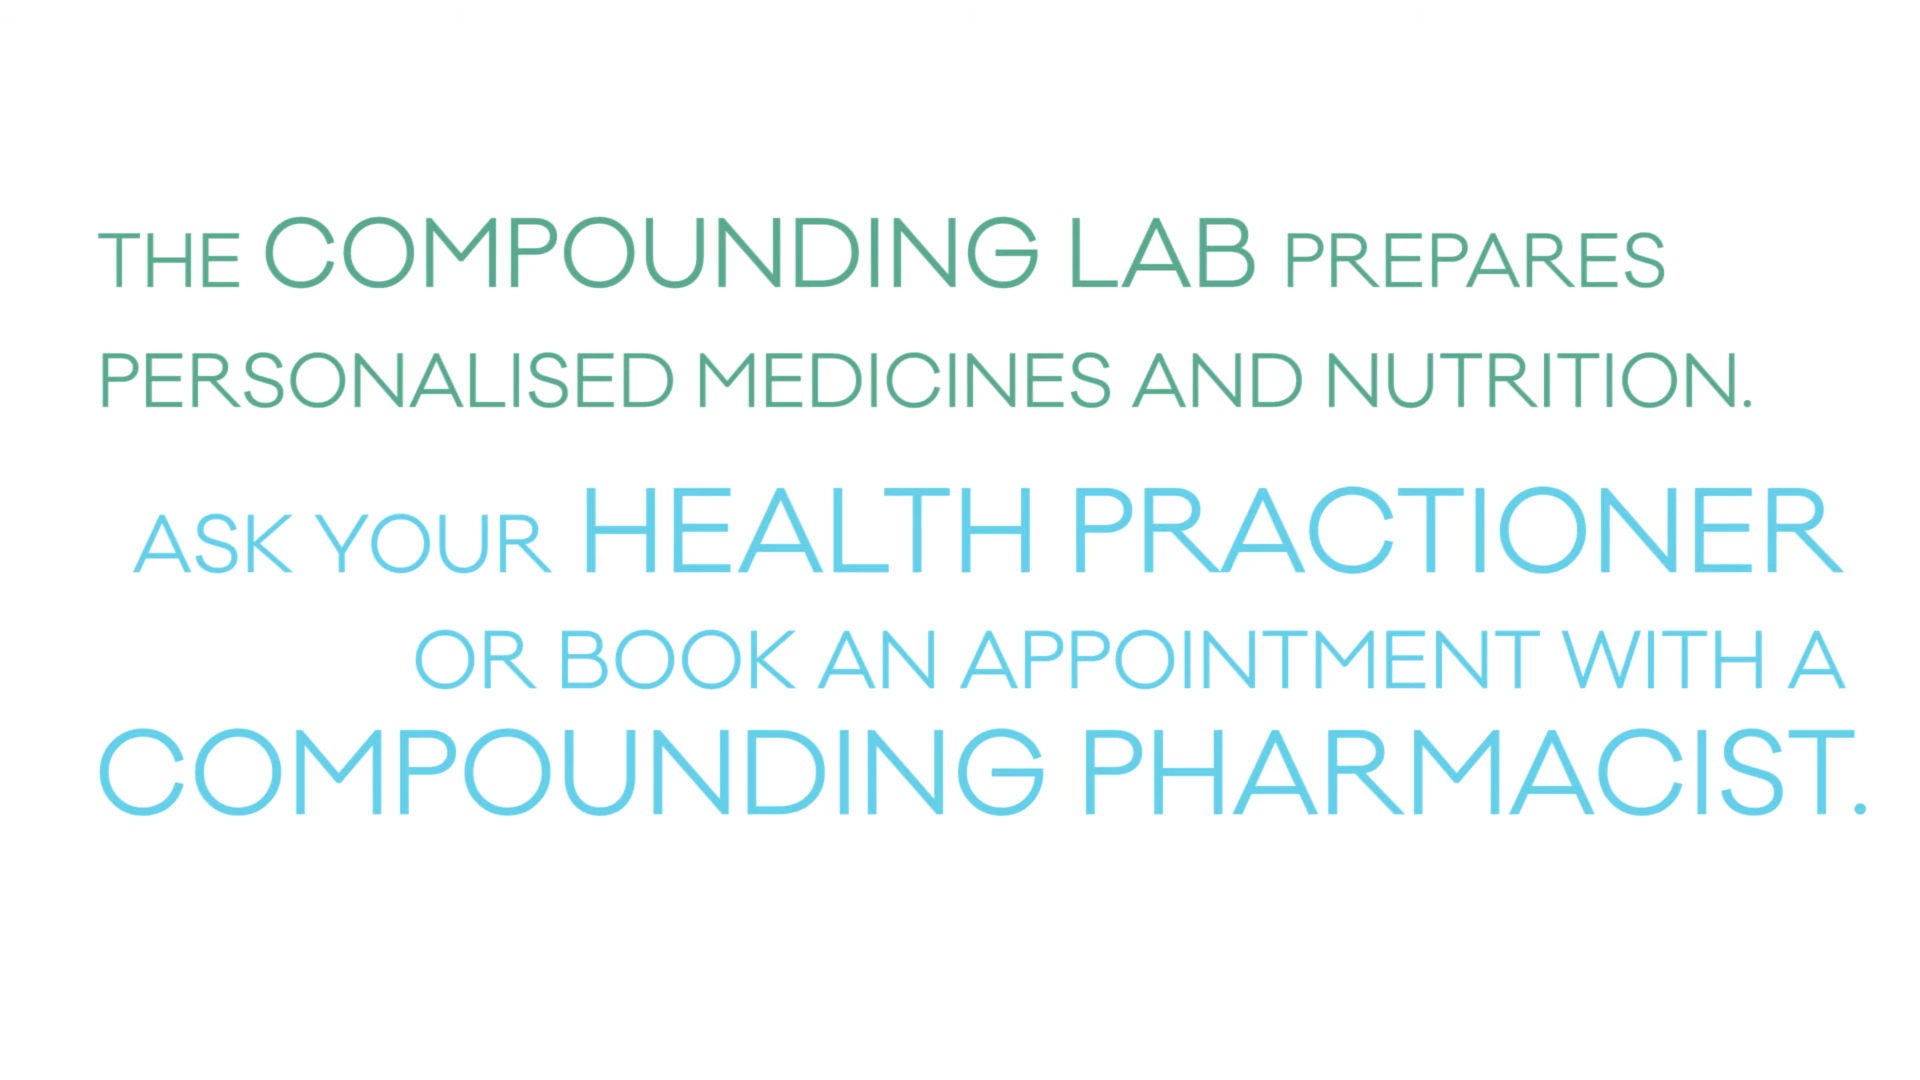 THE COMPOUNDING LAB PREPARES
PERSONALISED MEDICINES AND NUTRITION.
ASK YOUR HEALTH PRACTIONER
OR BOOK AN APPOINTMENT WITH A
COMPOUNDING PHARMACIST.